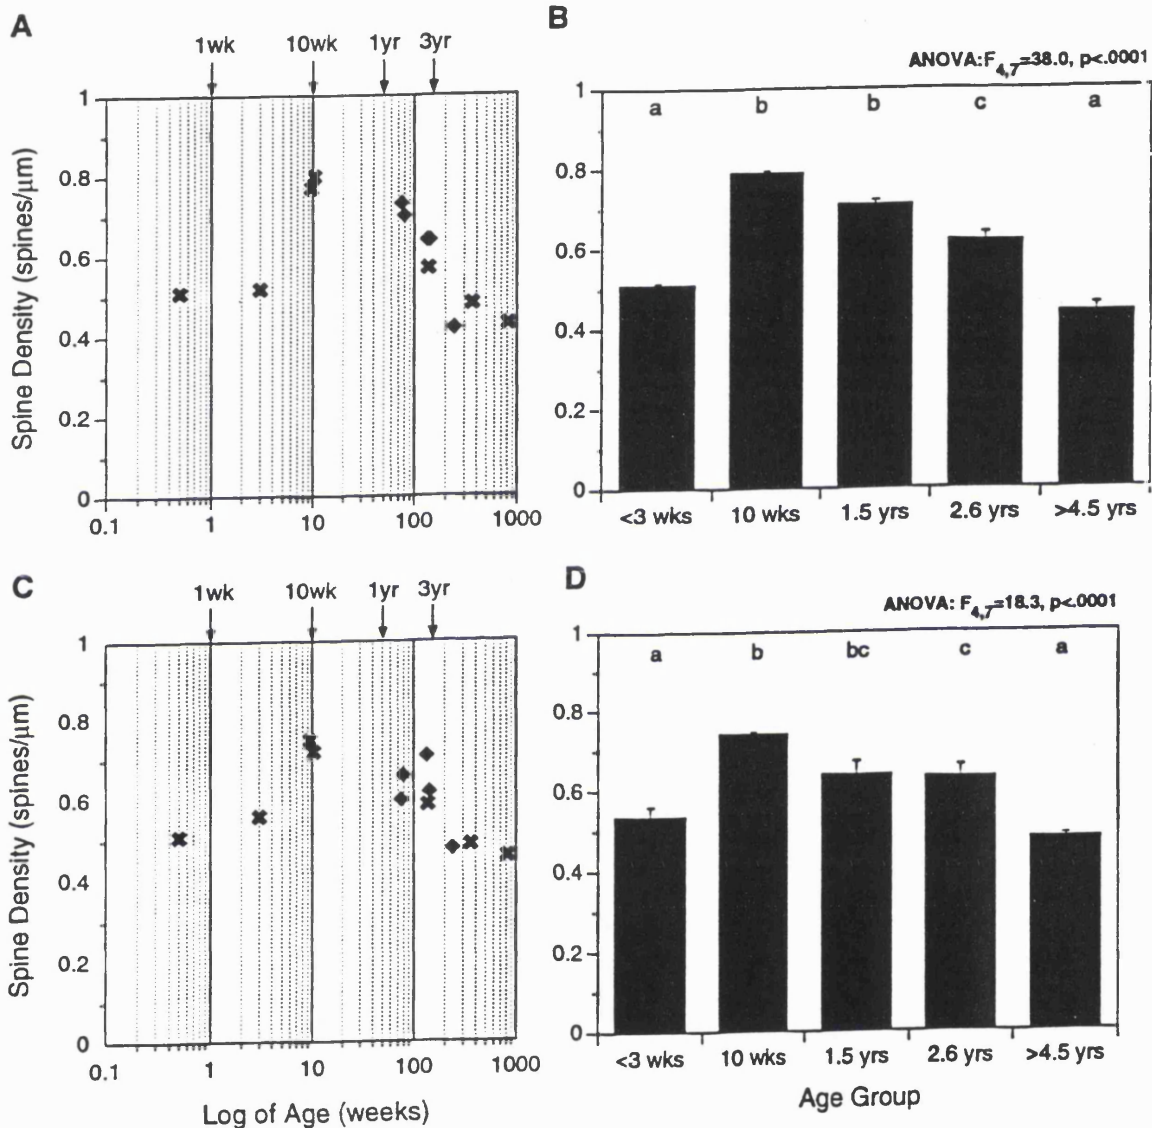 A
1wk 10wk 1yr 3yr
Spine Density (spines/μm)
1
0.8
0.6
0.4
0.2
0
0.1 1 10 100 1000
B
ANOVA:F4,7=38.0, p<.0001
a b b c a
1
0.8
0.6
0.4
0.2
0
<3 wks 10 wks 1.5 yrs 2.6 yrs >4.5 yrs
C
1wk 10wk 1yr 3yr
Spine Density (spines/μm)
1
0.8
0.6
0.4
0.2
0
0.1 1 10 100 1000
Log of Age (weeks)
D
ANOVA: F4,7=18.3, p<.0001
a b bc c a
1
0.8
0.6
0.4
0.2
0
<3 wks 10 wks 1.5 yrs 2.6 yrs >4.5 yrs
Age Group